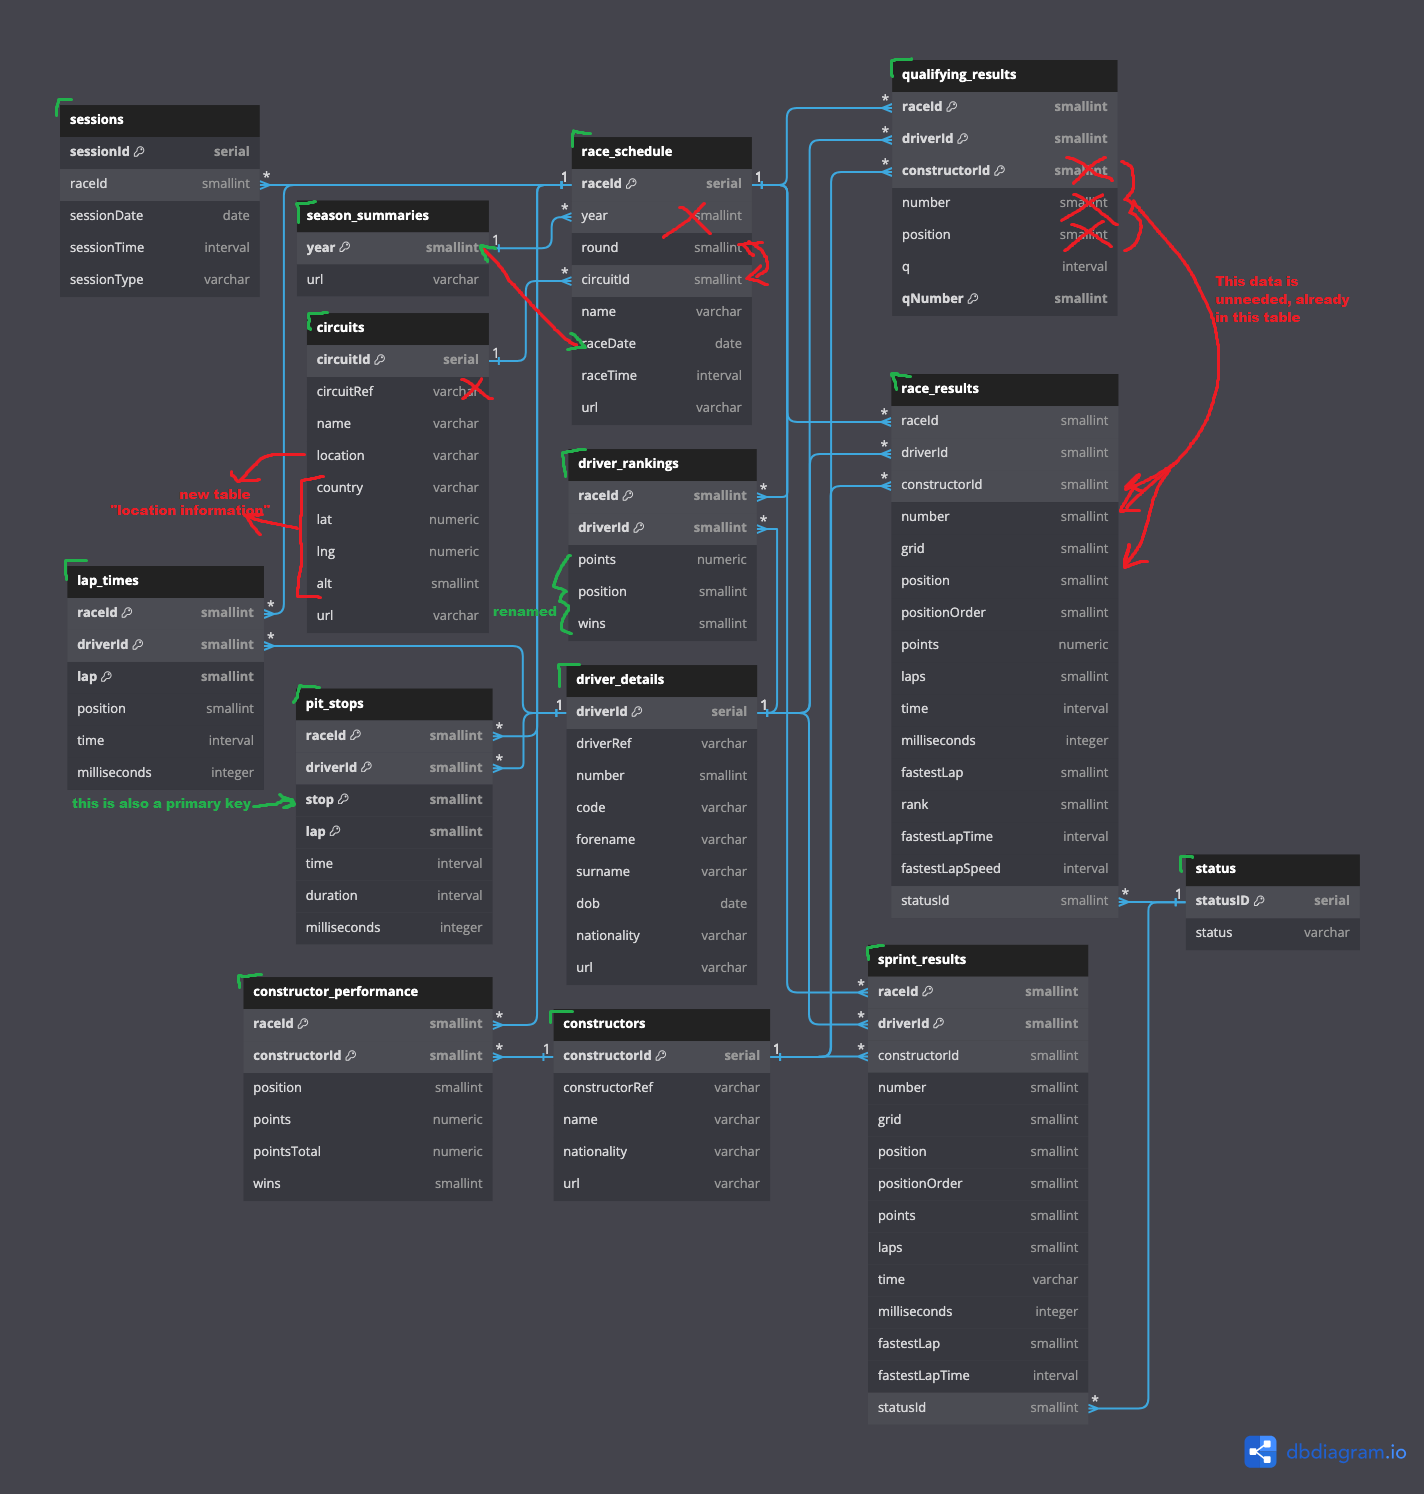 sessions
sessionId serial
raceId smallint
sessionDate date
sessionTime interval
sessionType varchar
season_summaries
year smallint
url varchar
circuits
circuitId serial
circuitRef varchar
name varchar
location varchar
country varchar
lat numeric
lng numeric
alt smallint
url varchar
new table
"location information"
lap_times
raceId smallint
driverId smallint
lap smallint
position smallint
time interval
milliseconds integer
this is also a primary key
pit_stops
raceId smallint
driverId smallint
stop smallint
lap smallint
time interval
duration interval
milliseconds integer
constructor_performance
raceId smallint
constructorId smallint
position smallint
points numeric
pointsTotal numeric
wins smallint
race_schedule
raceId serial
year smallint
round smallint
circuitId smallint
name varchar
raceDate date
raceTime interval
url varchar
driver_rankings
raceId smallint
driverId smallint
points numeric
position smallint
wins smallint
renamed
driver_details
driverId serial
driverRef varchar
number smallint
code varchar
forename varchar
surname varchar
dob date
nationality varchar
url varchar
constructors
constructorId serial
constructorRef varchar
name varchar
nationality varchar
url varchar
qualifying_results
raceId smallint
driverId smallint
constructorId smallint
number smallint
position smallint
q interval
qNumber smallint
This data is
unneeded, already
in this table
race_results
raceId smallint
driverId smallint
constructorId smallint
number smallint
grid smallint
position smallint
positionOrder smallint
points numeric
laps smallint
time interval
milliseconds integer
fastestLap smallint
rank smallint
fastestLapTime interval
fastestLapSpeed interval
statusId smallint
status
statusID serial
status varchar
sprint_results
raceId smallint
driverId smallint
constructorId smallint
number smallint
grid smallint
position smallint
positionOrder smallint
points smallint
laps smallint
time varchar
milliseconds integer
fastestLap smallint
fastestLapTime interval
statusId smallint
dbdiagram.io